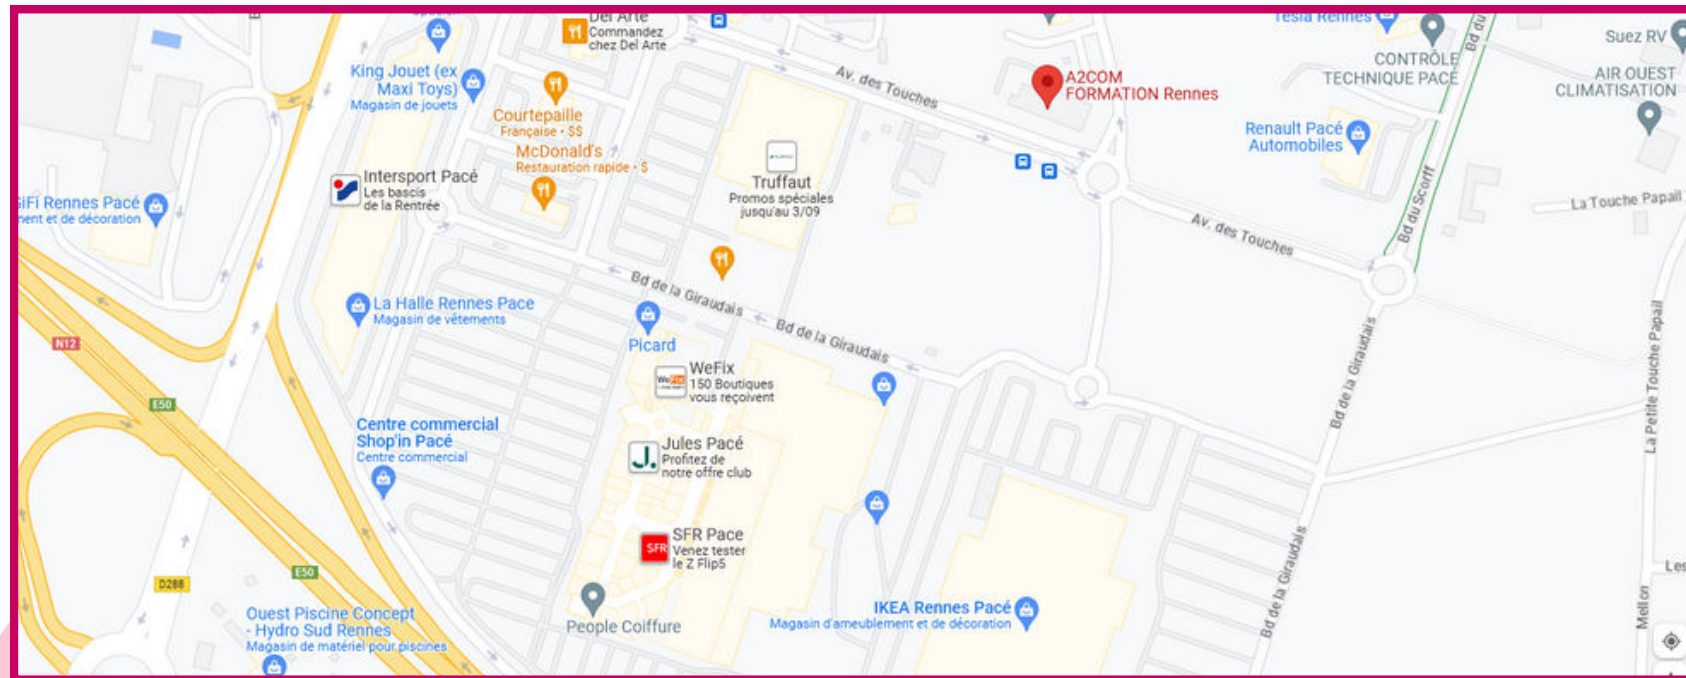 Del Arte
Commandez
chez Del Arte
Tesla Rennes
CONTRÔLE
TECHNIQUE PACÉ
Suez RV
AIR OUEST
CLIMATISATION
King Jouet (ex
Maxi Toys)
Magasin de jouets
Courtepaille
Française • $$
McDonald's
Restauration rapide • $
Av. des Touches
A2COM
FORMATION Rennes
Renault Pacé
Automobiles
Bd du
Bd du Scorff
Intersport Pacé
Les bascis
de la Rentrée
Truffaut
Promos spéciales
jusqu'au 3/09
La Touche Papail
GiFi Rennes Pacé
ment et de décoration
Av. des Touches
Bd de la Giraudais
Bd de la Giraudais
La Halle Rennes Pace
Magasin de vêtements
N12
Picard
WeFix
150 Boutiques
vous reçoivent
WeFix
E50
Centre commercial
Shop'in Pacé
Centre commercial
J.
Jules Pacé
Profitez de
notre offre club
Bd de la Giraudais
La Petite Touche Papail
SFR
SFR Pace
Venez tester
le Z Flip5
E50
D288
Ouest Piscine Concept
- Hydro Sud Rennes
Magasin de matériel pour piscines
People Coiffure
IKEA Rennes Pacé
Magasin d'ameublement et de décoration
Bd de la Giraudais
Les
Mellon